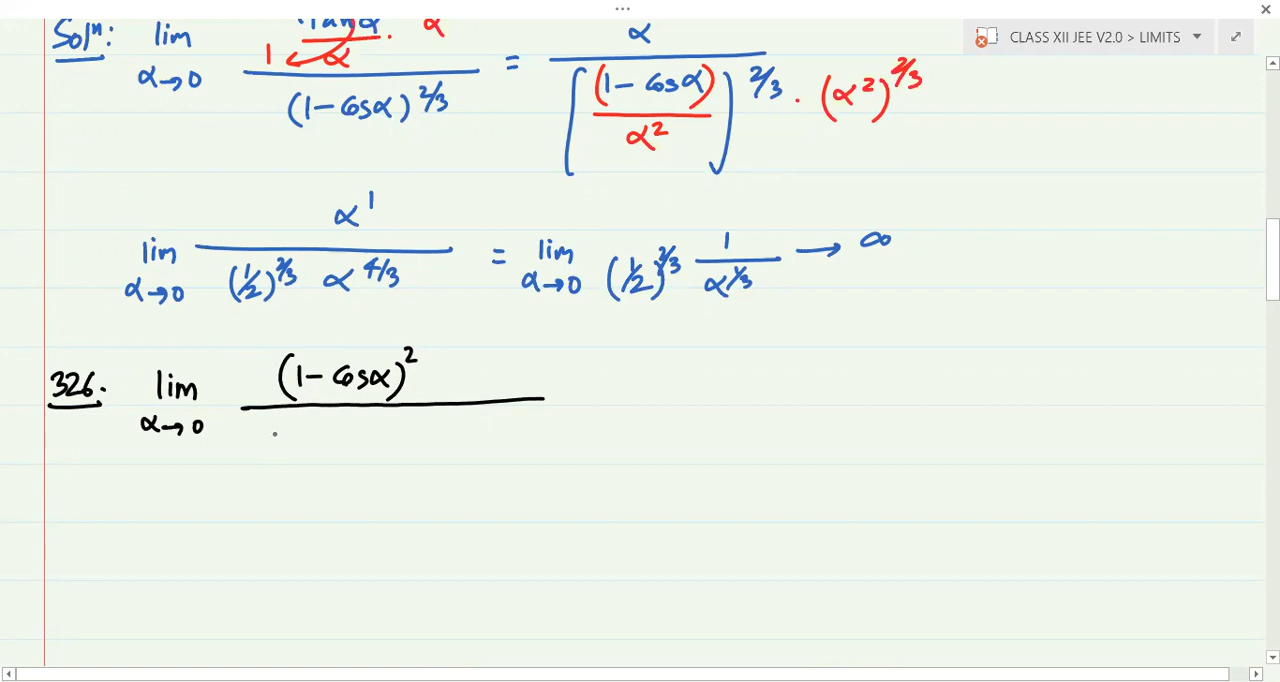 CLASS XII JEE V2.0 > LIMITS
Solⁿ: lim α→0 (tanα/α · α) / (1 - cosα)^2/3 = α / [(1 - cosα)/α²]^2/3 · (α²)^2/3
1
lim α→0 α¹ / (1/2)^2/3 α^4/3 = lim α→0 (1/2)^2/3 1/α^1/3 → ∞
326. lim α→0 (1 - cosα)²